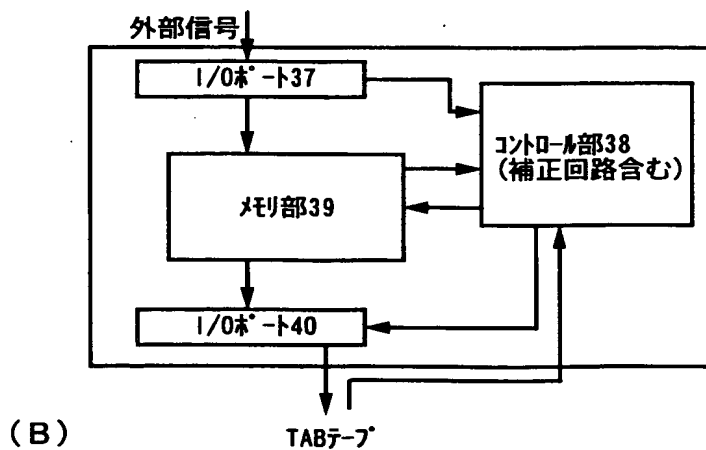 外部信号
I/Oポート37
コントロール部38
(補正回路含む)
メモリ部39
I/Oポート40
(B)
TABテープ